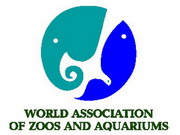 WORLD ASSOCIATION
OF ZOOS AND AQUARIUMS